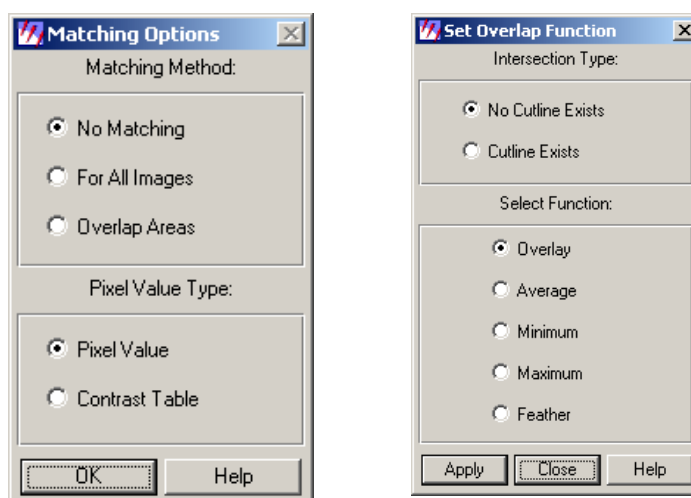 Matching Options
Matching Method:
No Matching
For All Images
Overlap Areas
Pixel Value Type:
Pixel Value
Contrast Table
OK Help
Set Overlap Function
Intersection Type:
No Cutline Exists
Cutline Exists
Select Function:
Overlay
Average
Minimum
Maximum
Feather
Apply Close Help